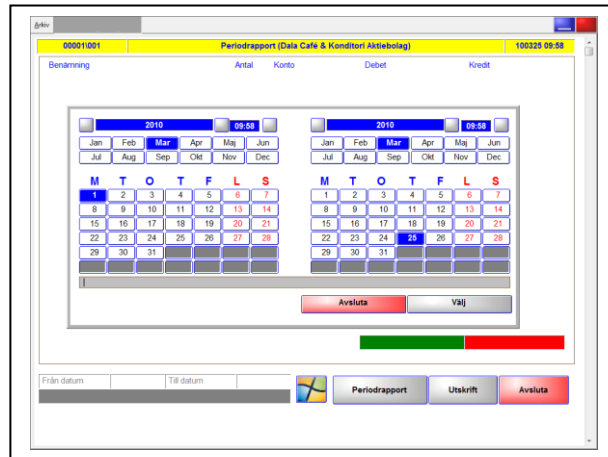 Arkiv
00001\001 Periodrapport (Dala Café & Konditori Aktiebolag) 100325 09:58
Benämning Antal Konto Debet Kredit
2010 09:58 2010 09:58
Jan Feb Mar Apr Maj Jun Jan Feb Mar Apr Maj Jun
Jul Aug Sep Okt Nov Dec Jul Aug Sep Okt Nov Dec
M T O T F L S M T O T F L S
1 2 3 4 5 6 7 1 2 3 4 5 6 7
8 9 10 11 12 13 14 8 9 10 11 12 13 14
15 16 17 18 19 20 21 15 16 17 18 19 20 21
22 23 24 25 26 27 28 22 23 24 25 26 27 28
29 30 31 29 30 31
Avsluta Välj
Från datum Till datum
Periodrapport Utskrift Avsluta